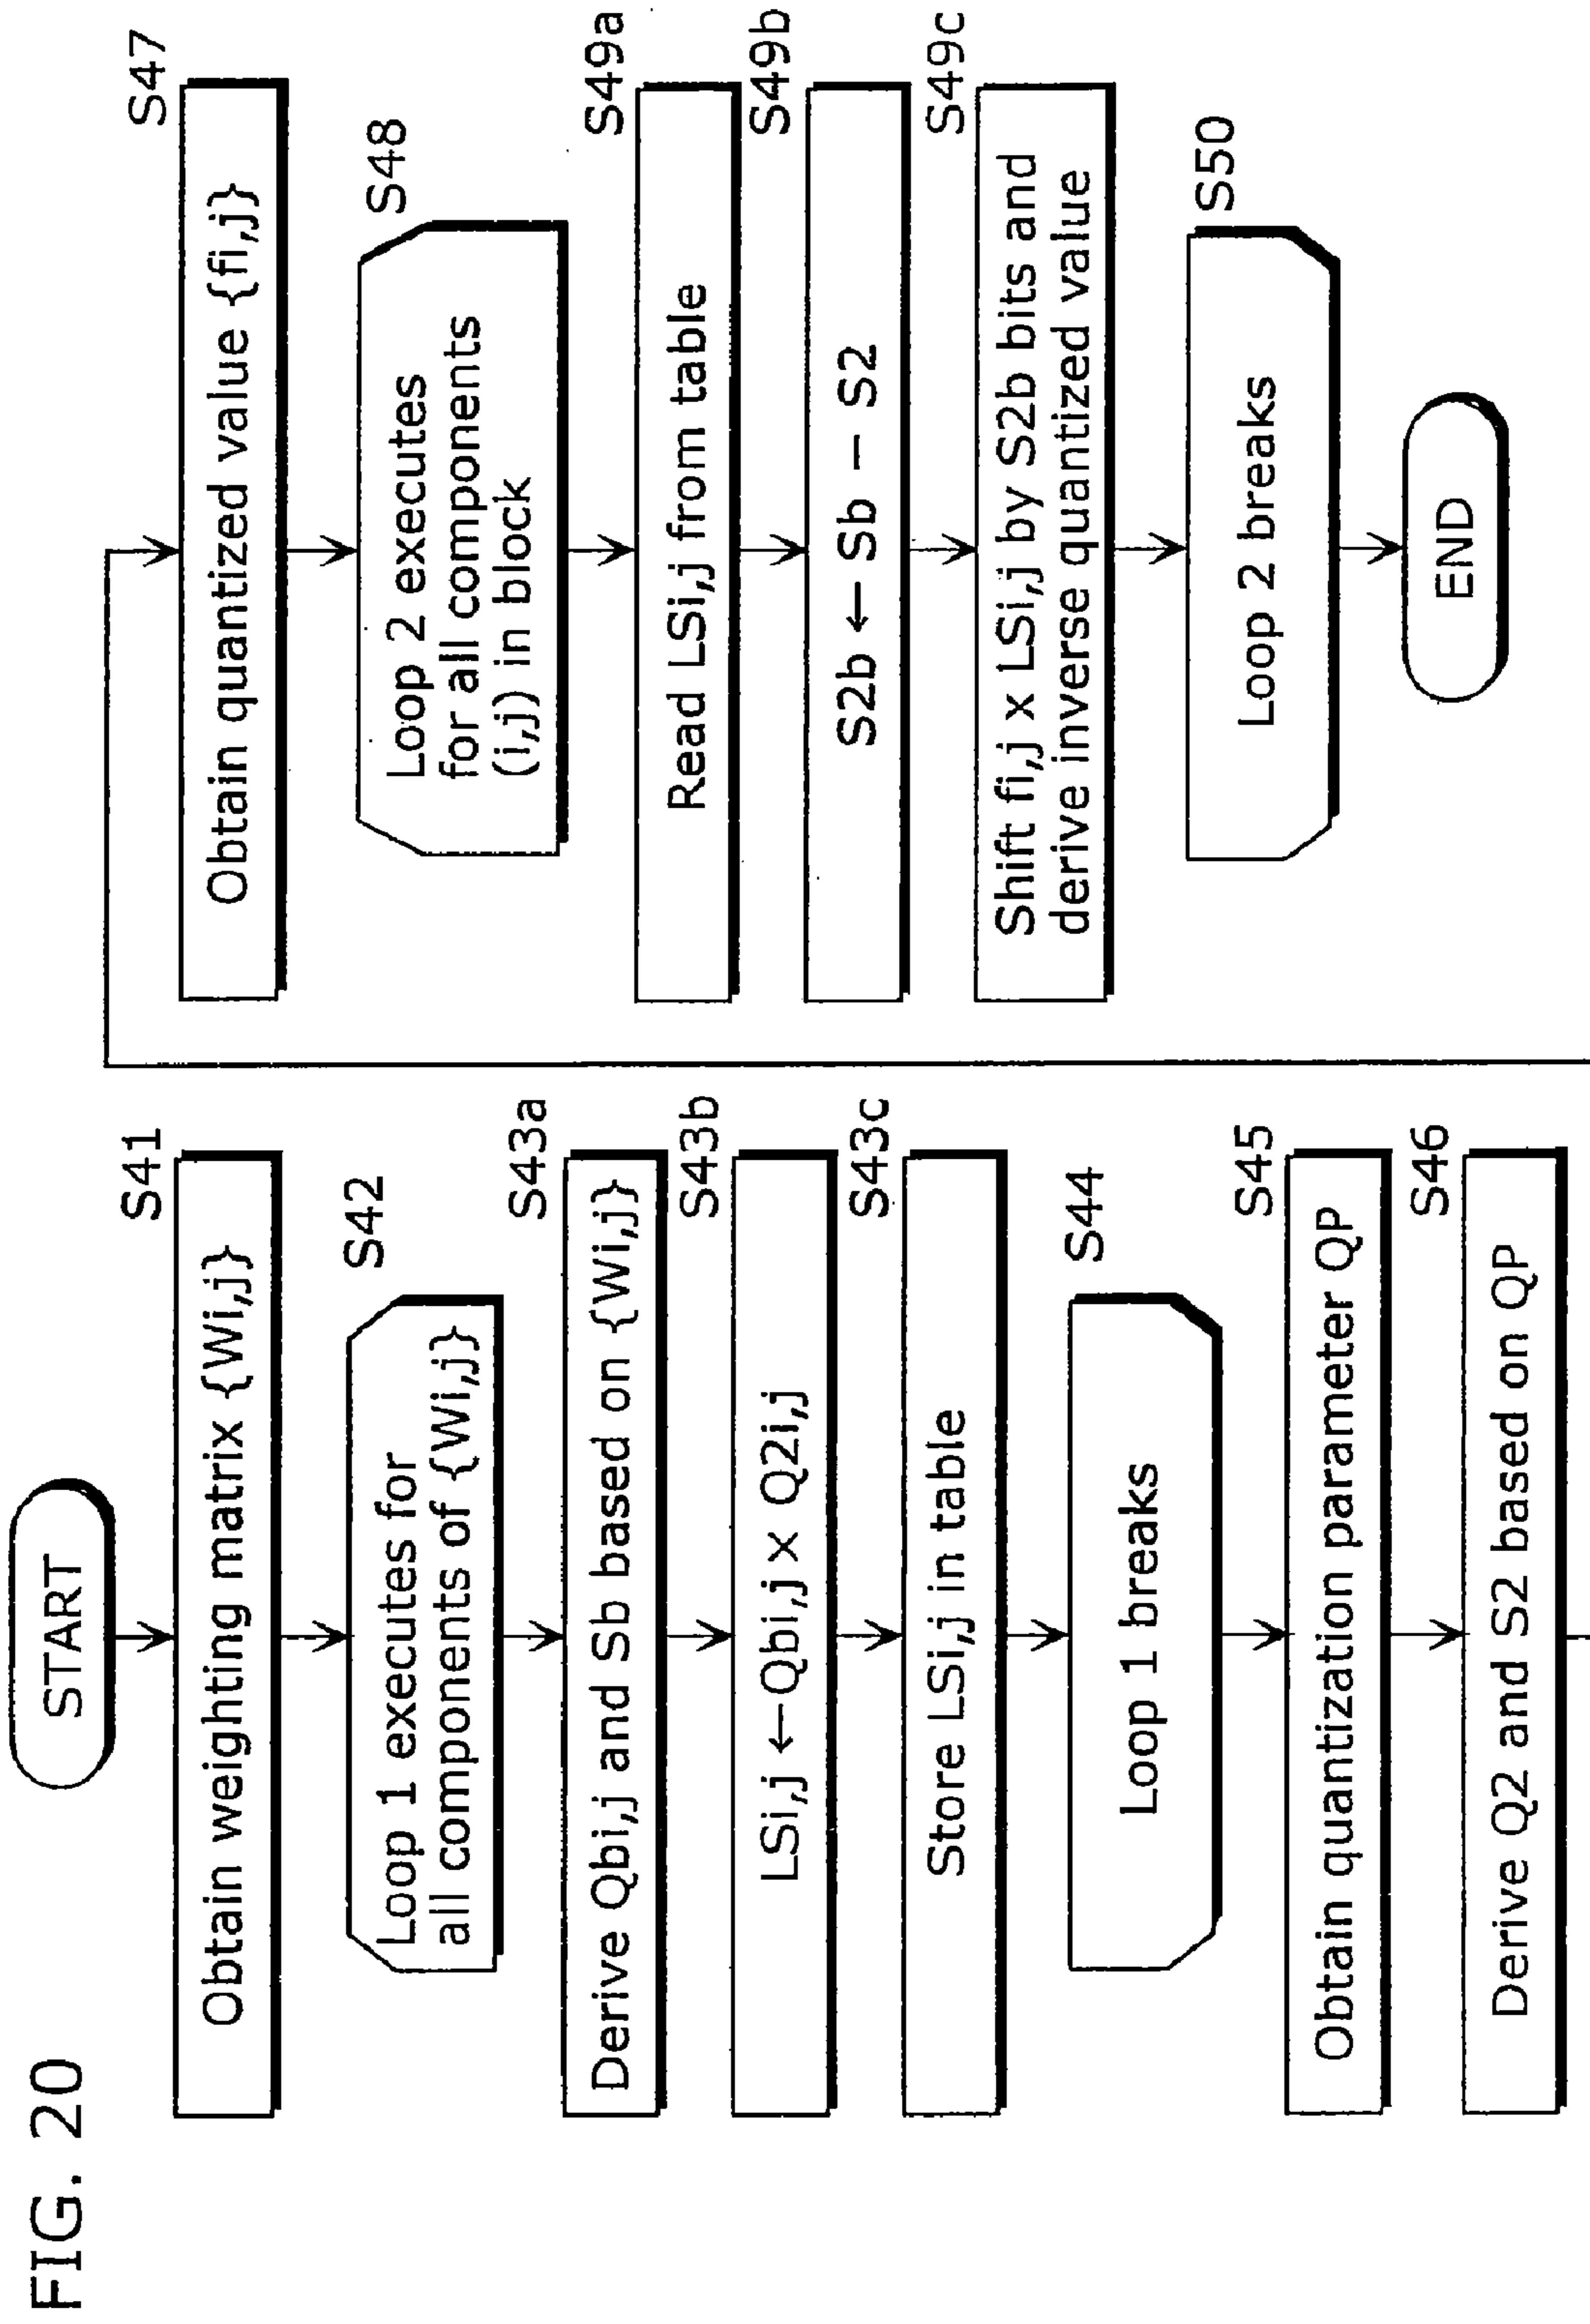 FIG. 20
START
S41
Obtain weighting matrix {Wi,j}
S42
Loop 1 executes for
all components of {Wi,j}
S43a
Derive Qbi,j and Sb based on {Wi,j}
S43b
LSi,j ←Qbi,j x Q2i,j
S43c
Store LSi,j in table
S44
Loop 1 breaks
S45
Obtain quantization parameter QP
S46
Derive Q2 and S2 based on QP
S47
Obtain quantized value {fi,j}
S48
Loop 2 executes
for all components
(i,j) in block
S49a
Read LSi,j from table
S49b
S2b ← Sb − S2
S49c
Shift fi,j x LSi,j by S2b bits and
derive inverse quantized value
S50
Loop 2 breaks
END